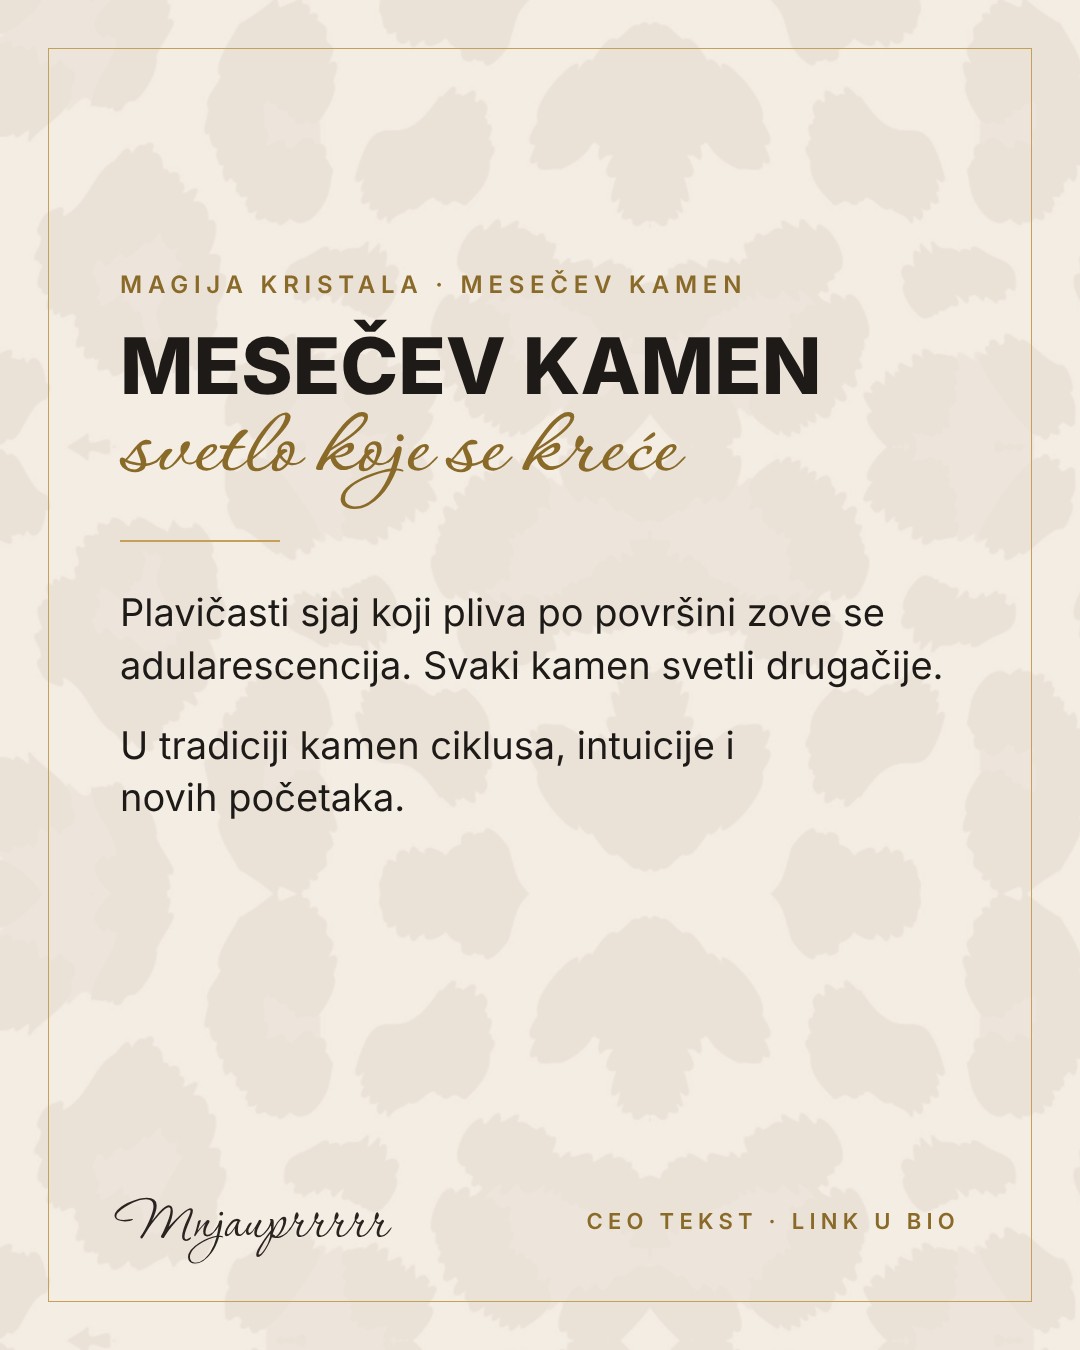 MAGIJA KRISTALA · MESEČEV KAMEN
MESEČEV KAMEN
svetlo koje se kreće
Plavičasti sjaj koji pliva po površini zove se
adularescencija. Svaki kamen svetli drugačije.
U tradiciji kamen ciklusa, intuicije i
novih početaka.
Mnjauprrrrr
CEO TEKST · LINK U BIO